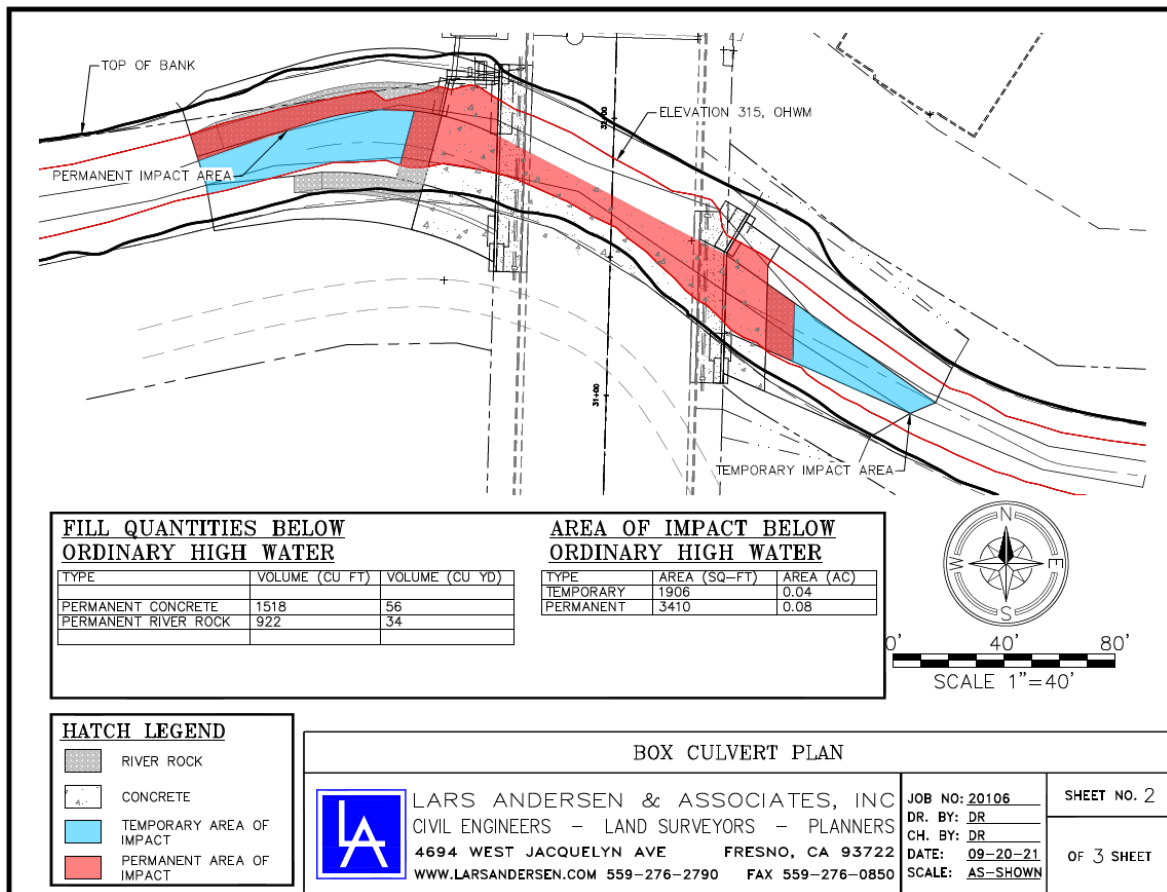 TOP OF BANK
ELEVATION 315, OHWM
32+00
PERMANENT IMPACT AREA
31+00
TEMPORARY IMPACT AREA
FILL QUANTITIES BELOW
ORDINARY HIGH WATER
TYPE VOLUME (CU FT) VOLUME (CU YD)
PERMANENT CONCRETE 1518 56
PERMANENT RIVER ROCK 922 34
AREA OF IMPACT BELOW
ORDINARY HIGH WATER
TYPE AREA (SQ-FT) AREA (AC)
TEMPORARY 1906 0.04
PERMANENT 3410 0.08
N
W E
S
0' 40' 80'
SCALE 1"=40'
HATCH LEGEND
RIVER ROCK
CONCRETE
TEMPORARY AREA OF
IMPACT
PERMANENT AREA OF
IMPACT
BOX CULVERT PLAN
LA
LARS ANDERSEN & ASSOCIATES, INC
CIVIL ENGINEERS - LAND SURVEYORS - PLANNERS
4694 WEST JACQUELYN AVE FRESNO, CA 93722
WWW.LARSANDERSEN.COM 559-276-2790 FAX 559-276-0850
JOB NO: 20106
DR. BY: DR
CH. BY: DR
DATE: 09-20-21
SCALE: AS-SHOWN
SHEET NO. 2
OF 3 SHEET